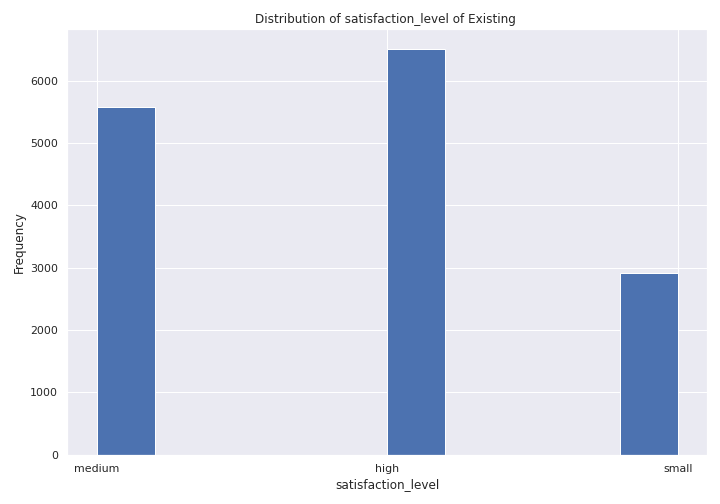 Distribution of satisfaction_level of Existing
Frequency
6000
5000
4000
3000
2000
1000
0
medium high small
satisfaction_level